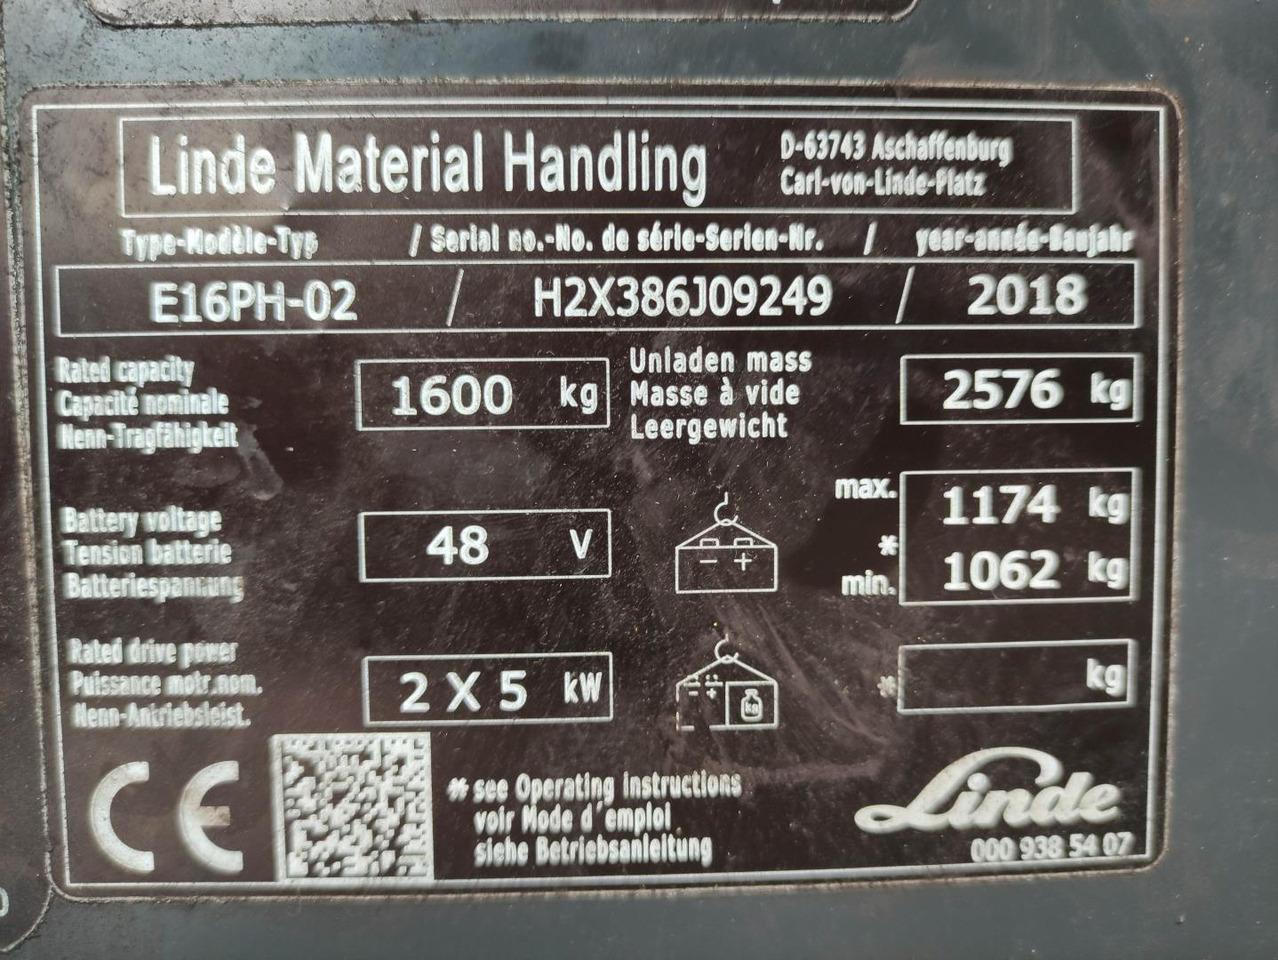 Linde Material Handling
D-63743 Aschaffenburg
Carl-von-Linde-Platz
Type-Modèle-Typ / Serial no.-No. de série-Serien-Nr. / year-année-Baujahr
E16PH-02 / H2X386J09249 / 2018
Rated capacity
Capacité nominale
Nenn-Tragfähigkeit
1600 kg
Unladen mass
Masse à vide
Leergewicht
2576 kg
Battery voltage
Tension batterie
Batteriespannung
48 V
- +
max. 1174 kg
*
min. 1062 kg
Rated drive power
Puissance motr.nom.
Nenn-Antriebsleist.
2 X 5 kW
kg
* kg
CE
* see Operating instructions
voir Mode d'emploi
siehe Betriebsanleitung
Linde
000 938 54 07